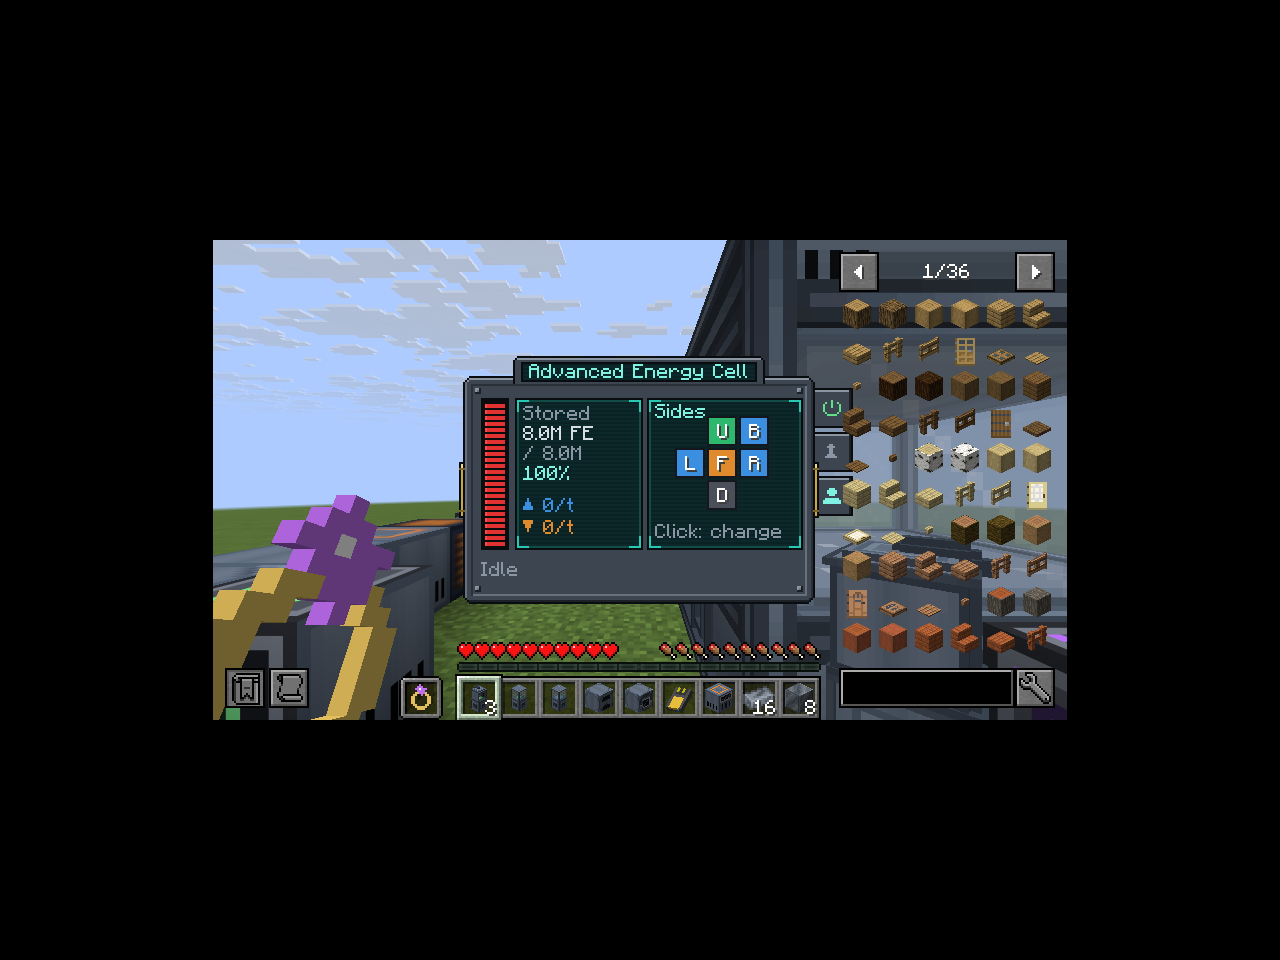 1/36
Advanced Energy Cell
Stored
8.0M FE
/ 8.0M
100%
▲ 0/t
▼ 0/t
Sides
U B
L F R
D
Click: change
Idle
3
16
8